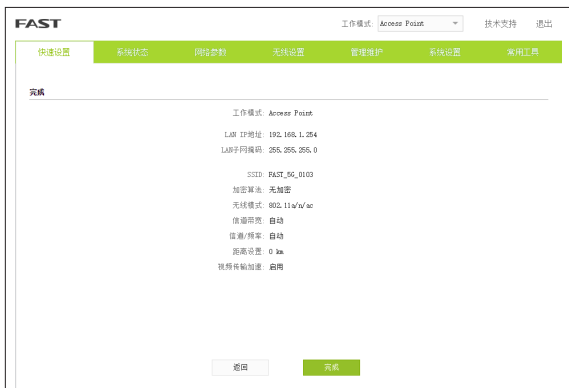 FAST 工作模式: Access Point 技术支持 退出
快速设置 系统状态 网络参数 无线设置 管理维护 系统设置 常用工具
完成
工作模式: Access Point
LAN IP地址: 192.168.1.254
LAN子网掩码: 255.255.255.0
SSID: FAST_5G_0103
加密算法: 无加密
无线模式: 802.11a/n/ac
信道带宽: 自动
信道/频率: 自动
距离设置: 0 km
视频传输加速: 启用
返回 完成